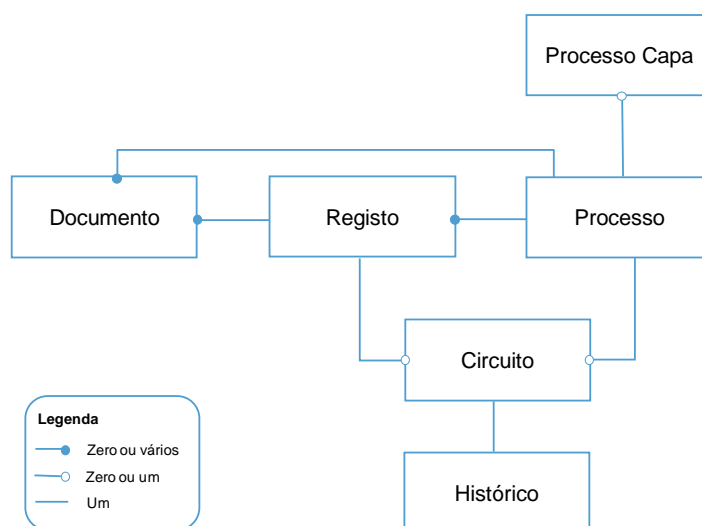 Processo Capa
Documento
Registo
Processo
Circuito
Histórico
Legenda
Zero ou vários
Zero ou um
Um